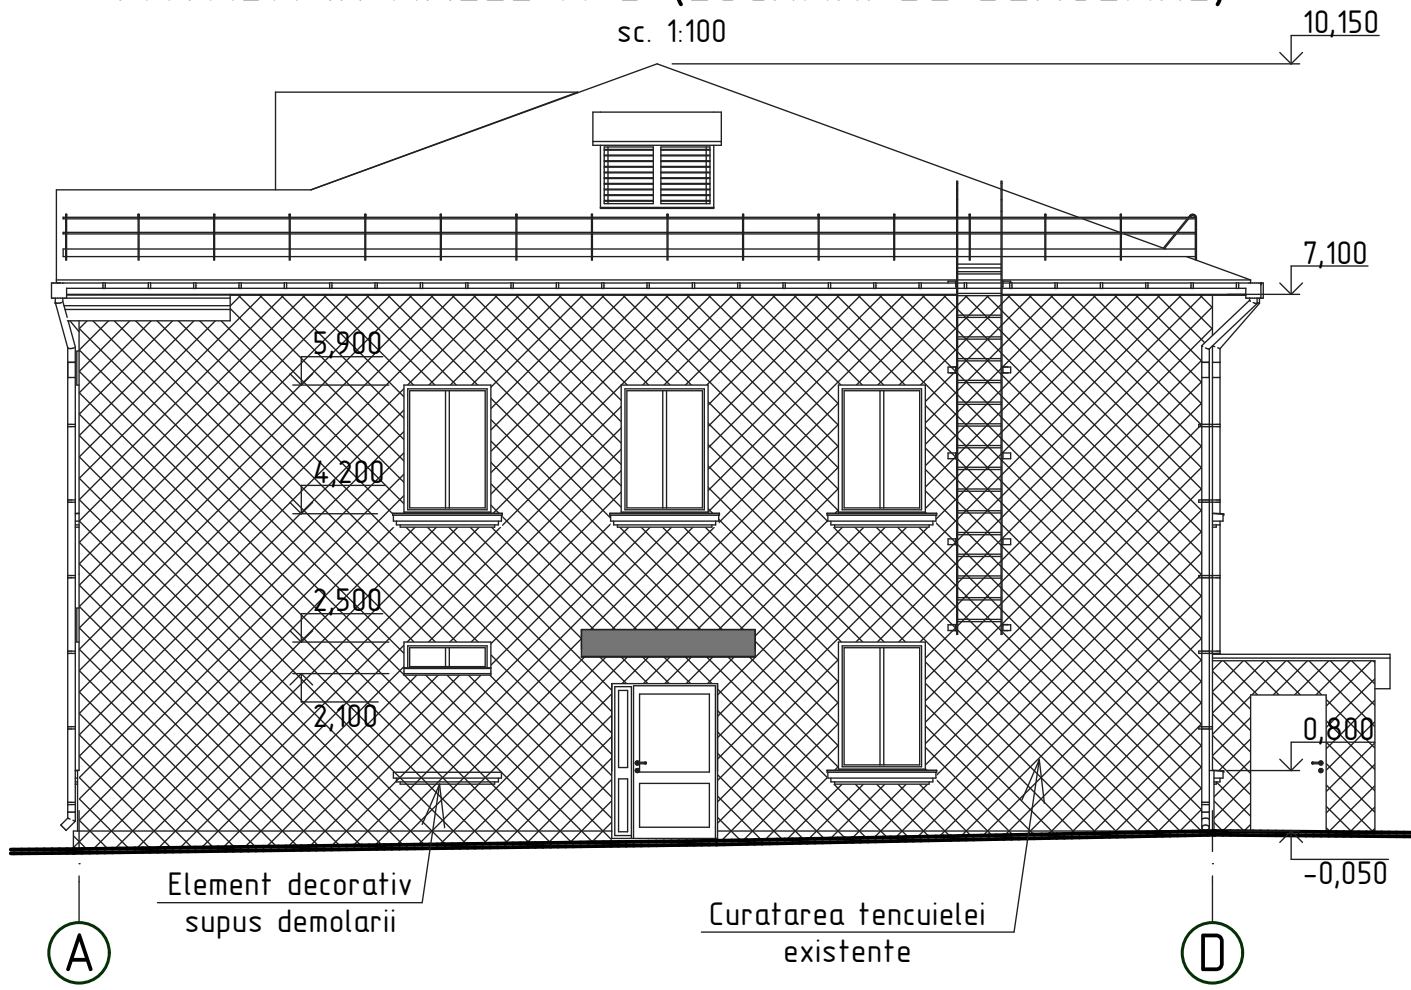 sc. 1:100
10,150
7,100
5,900
4,200
2,500
2,100
0,800
-0,050
Element decorativ
supus demolarii
Curatarea tencuielei
existente
A
D